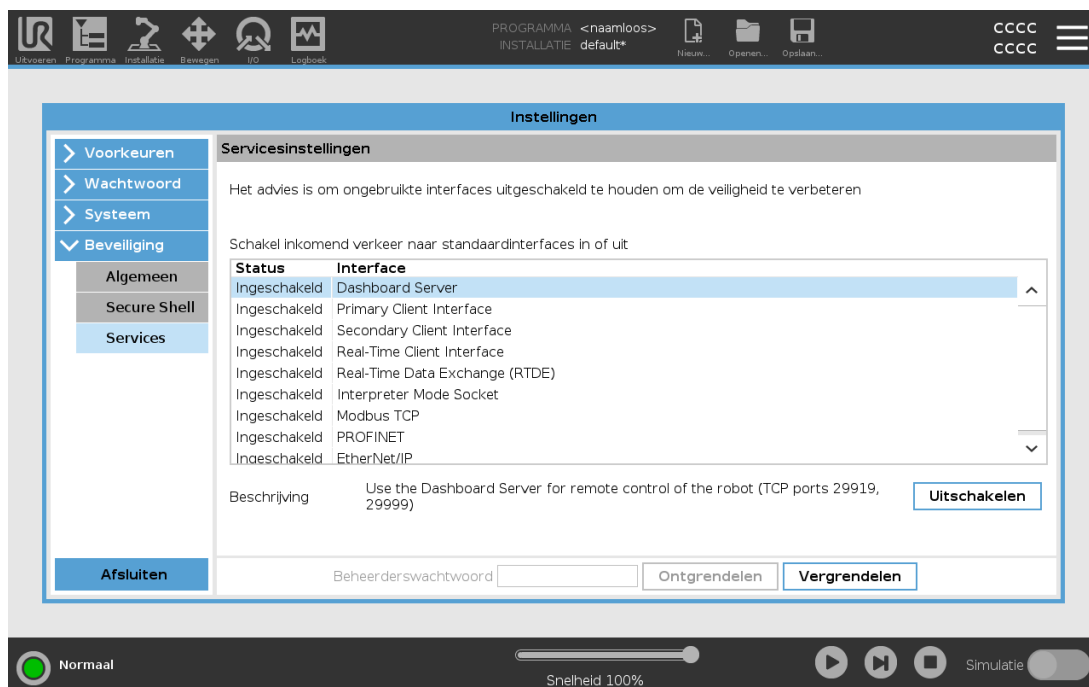 PROGRAMMA <naamloos>
INSTALLATIE default*
CCCC
CCCC
Uitvoeren Programma Installatie Bewegen I/O Logboek Nieuw... Openen... Opslaan...
Instellingen
Voorkeuren
Wachtwoord
Systeem
Beveiliging
Algemeen
Secure Shell
Services
Afsluiten
Servicesinstellingen
Het advies is om ongebruikte interfaces uitgeschakeld te houden om de veiligheid te verbeteren
Schakel inkomend verkeer naar standaardinterfaces in of uit
Status Interface
Ingeschakeld Dashboard Server
Ingeschakeld Primary Client Interface
Ingeschakeld Secondary Client Interface
Ingeschakeld Real-Time Client Interface
Ingeschakeld Real-Time Data Exchange (RTDE)
Ingeschakeld Interpreter Mode Socket
Ingeschakeld Modbus TCP
Ingeschakeld PROFINET
Ingeschakeld EtherNet/IP
Beschrijving
Use the Dashboard Server for remote control of the robot (TCP ports 29919,
29999)
Uitschakelen
Beheerderswachtwoord Ontgrendelen Vergrendelen
Normaal
Snelheid 100%
Simulatie